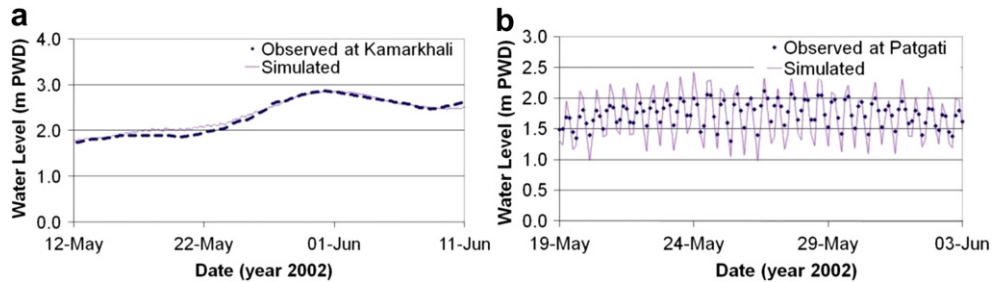 a
Water Level (m PWD)
4.0
3.0
2.0
1.0
0.0
Observed at Kamarkhali
Simulated
12-May
22-May
01-Jun
11-Jun
Date (year 2002)
b
Water Level (m PWD)
3.0
2.5
2.0
1.5
1.0
0.5
0.0
Observed at Patgati
Simulated
19-May
24-May
29-May
03-Jun
Date (year 2002)